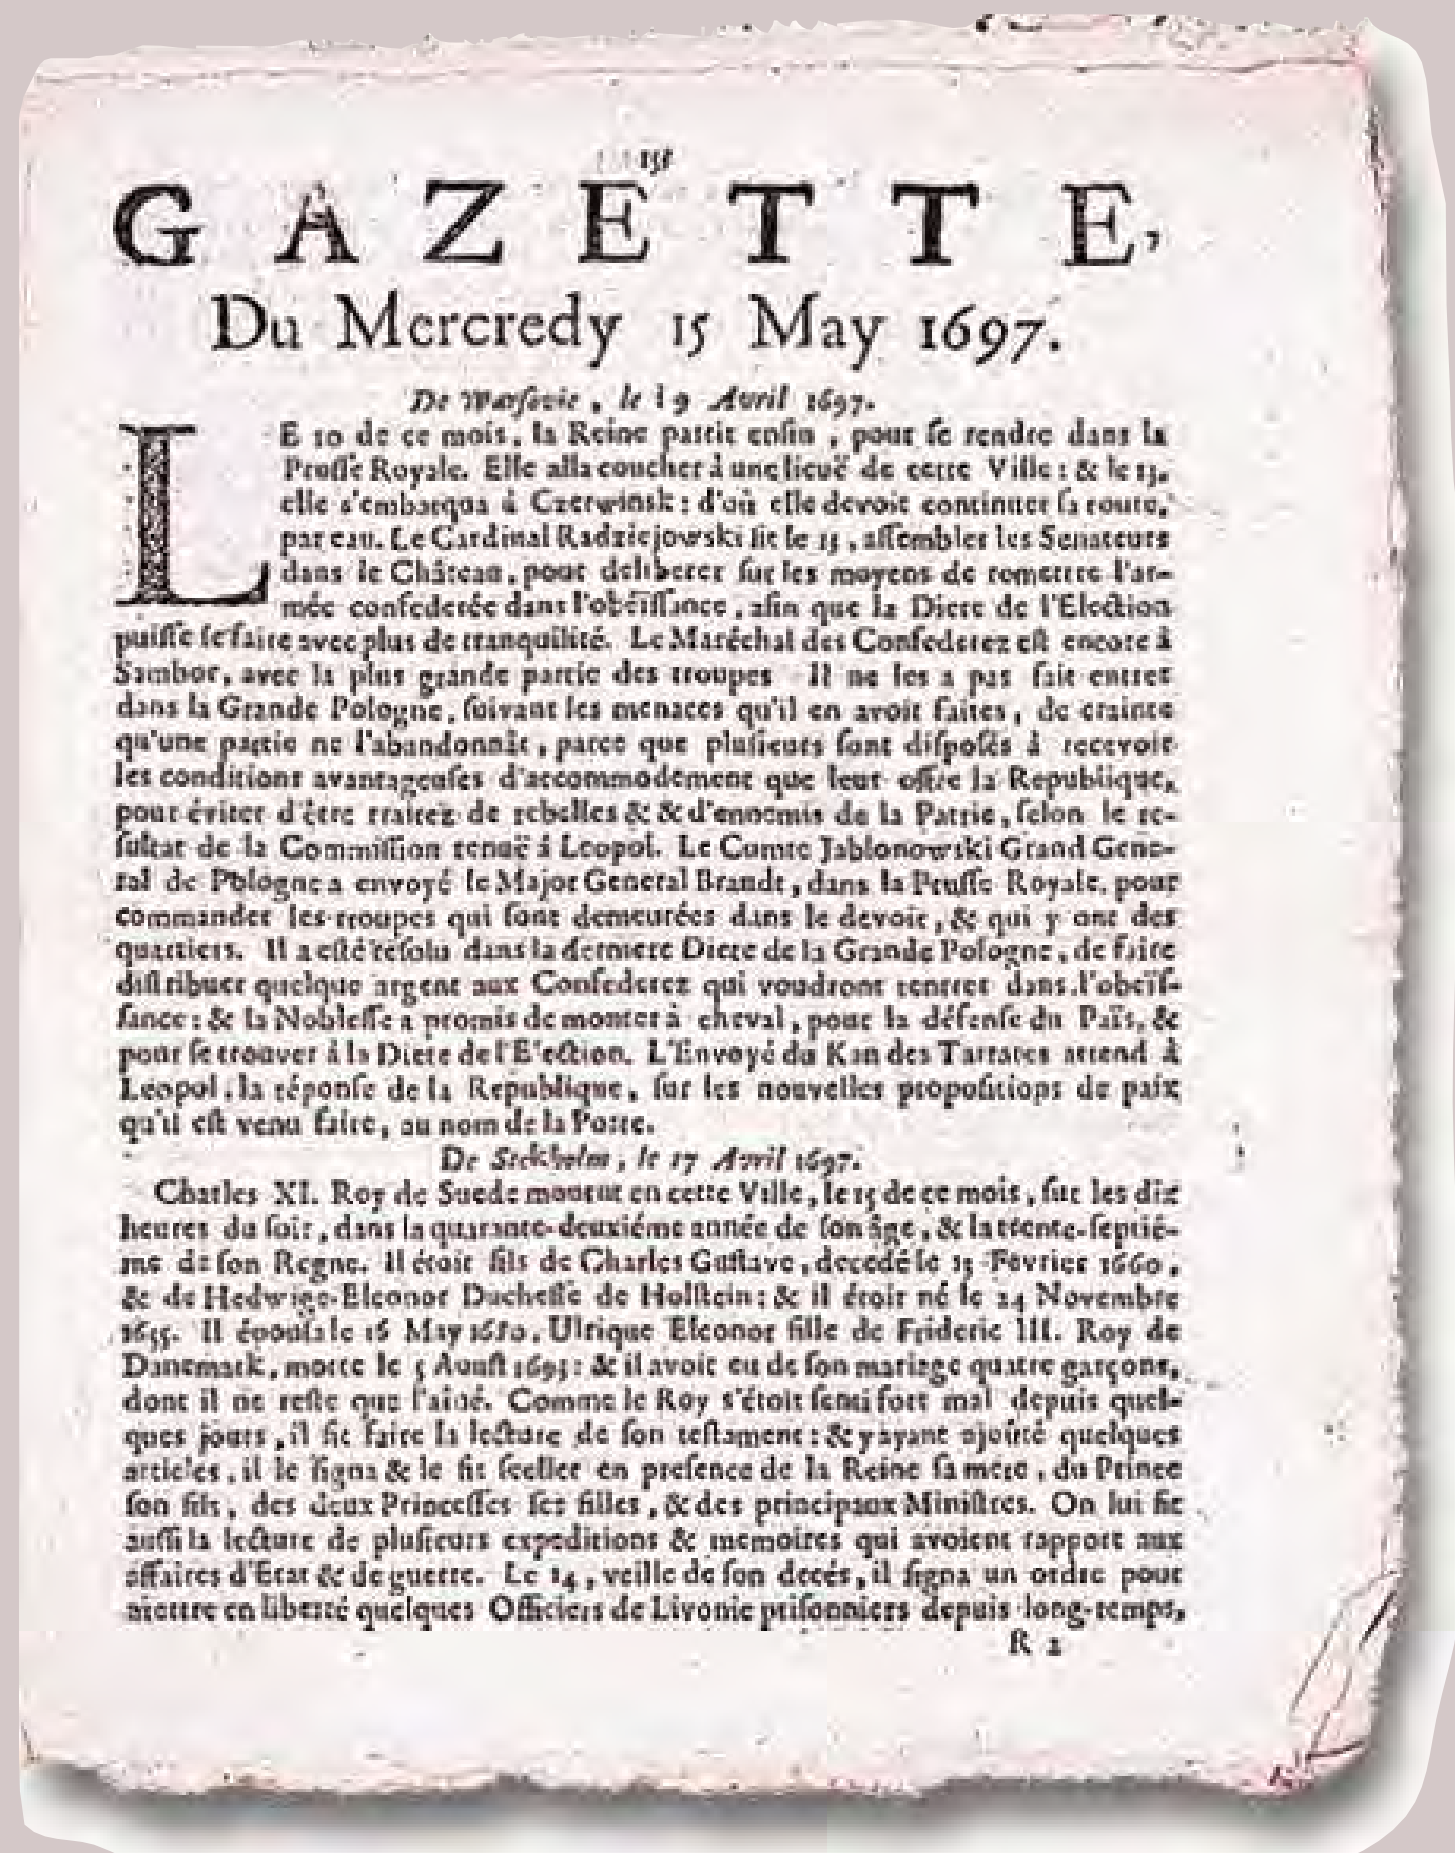 GAZETTE,
Du Mercredy 15 May 1697.
De Warsovie, le 19 Avril 1697.
LE 10 de ce mois, la Reine partit enfin, pour ſe rendre dans la
Pruſſe Royale. Elle alla coucher à une lieuë de cette Ville: & le 13,
elle s'embarqua à Czerwinsk: d'où elle devoit continuer ſa route,
par eau. Le Cardinal Radziejowski fit le 15, aſſembler les Senateurs
dans le Château, pour deliberer ſur les moyens de remettre l'ar-
mée confederée dans l'obéiſſance, afin que la Diete de l'Election
puiſſe ſe faire avec plus de tranquilité. Le Maréchal des Confederez eſt encore à
Sambor, avec la plus grande partie des troupes Il ne les a pas fait entrer
dans la Grande Pologne, ſuivant les menaces qu'il en avoit faites, de crainte
qu'une partie ne l'abandonnât, parce que pluſieurs ſont diſpoſés à recevoir
les conditions avantageuſes d'accommodement que leur offre la Republique,
pour éviter d'être traitez de rebelles & & d'ennemis de la Patrie, ſelon le re-
ſultat de la Commiſſion tenuë à Leopol. Le Comte Jablonowski Grand Gene-
ral de Pologne a envoyé le Major General Brandt, dans la Pruſſe Royale, pour
commander les troupes qui ſont demeurées dans le devoir, & qui y ont des
quartiers. Il a eſté reſolu dans la derniere Diete de la Grande Pologne, de faire
diſtribuer quelque argent aux Confederez qui voudront rentrer dans l'obeiſ-
ſance: & la Nobleſſe a promis de monter à cheval, pour la défenſe du Païs, &
pour ſe trouver à la Diete de l'E'ection. L'Envoyé du Kan des Tartares attend à
Leopol, la réponſe de la Republique, ſur les nouvelles propoſitions de paix
qu'il eſt venu faire, au nom de la Porte.
De Stokholm, le 17 Avril 1697.
Charles XI. Roy de Suede mourut en cette Ville, le 15 de ce mois, ſur les dix
heures du ſoir, dans la quarante-deuxiéme année de ſon âge, & la trente-ſeptié-
me de ſon Regne. Il étoit fils de Charles Guſtave, decedé le 13 Février 1660,
& de Hedwige-Eleonor Ducheſſe de Holſtein: & il étoit né le 24 Novembre
1655. Il épouſa le 16 May 1680, Ulrique Eleonor fille de Frideric III. Roy de
Danemark, morte le 5 Aouſt 1693: & il avoit eu de ſon mariage quatre garçons,
dont il ne reſte que l'aîné. Comme le Roy s'étoit ſenti fort mal depuis quel-
ques jours, il fit faire la lecture de ſon teſtament: & y ayant ajoûté quelques
articles, il le ſigna & le fit ſceller en preſence de la Reine ſa mere, du Prince
ſon fils, des deux Princeſſes ſes filles, & des principaux Miniſtres. On lui fit
auſſi la lecture de pluſieurs expeditions & memoires qui avoient rapport aux
affaires d'Etat & de guerre. Le 14, veille de ſon decés, il ſigna un ordre pour
mettre en liberté quelques Officiers de Livonie priſonniers depuis long-temps,
R 2